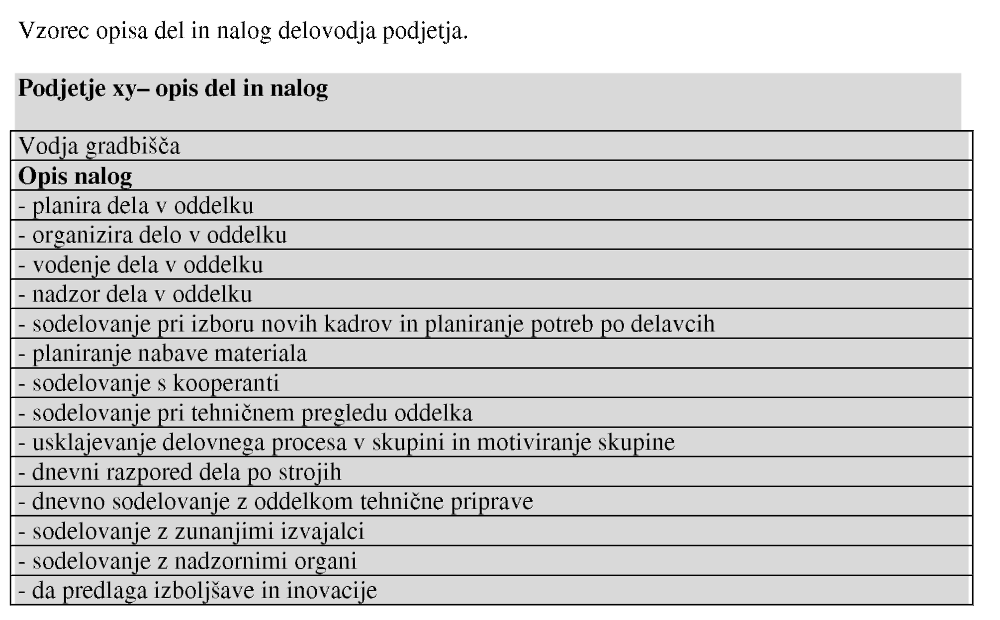 Vzorec opisa del in nalog delovodja podjetja.
Podjetje xy– opis del in nalog
Vodja gradbišča
Opis nalog
- planira dela v oddelku
- organizira delo v oddelku
- vodenje dela v oddelku
- nadzor dela v oddelku
- sodelovanje pri izboru novih kadrov in planiranje potreb po delavcih
- planiranje nabave materiala
- sodelovanje s kooperanti
- sodelovanje pri tehničnem pregledu oddelka
- usklajevanje delovnega procesa v skupini in motiviranje skupine
- dnevni razpored dela po strojih
- dnevno sodelovanje z oddelkom tehnične priprave
- sodelovanje z zunanjimi izvajalci
- sodelovanje z nadzornimi organi
- da predlaga izboljšave in inovacije